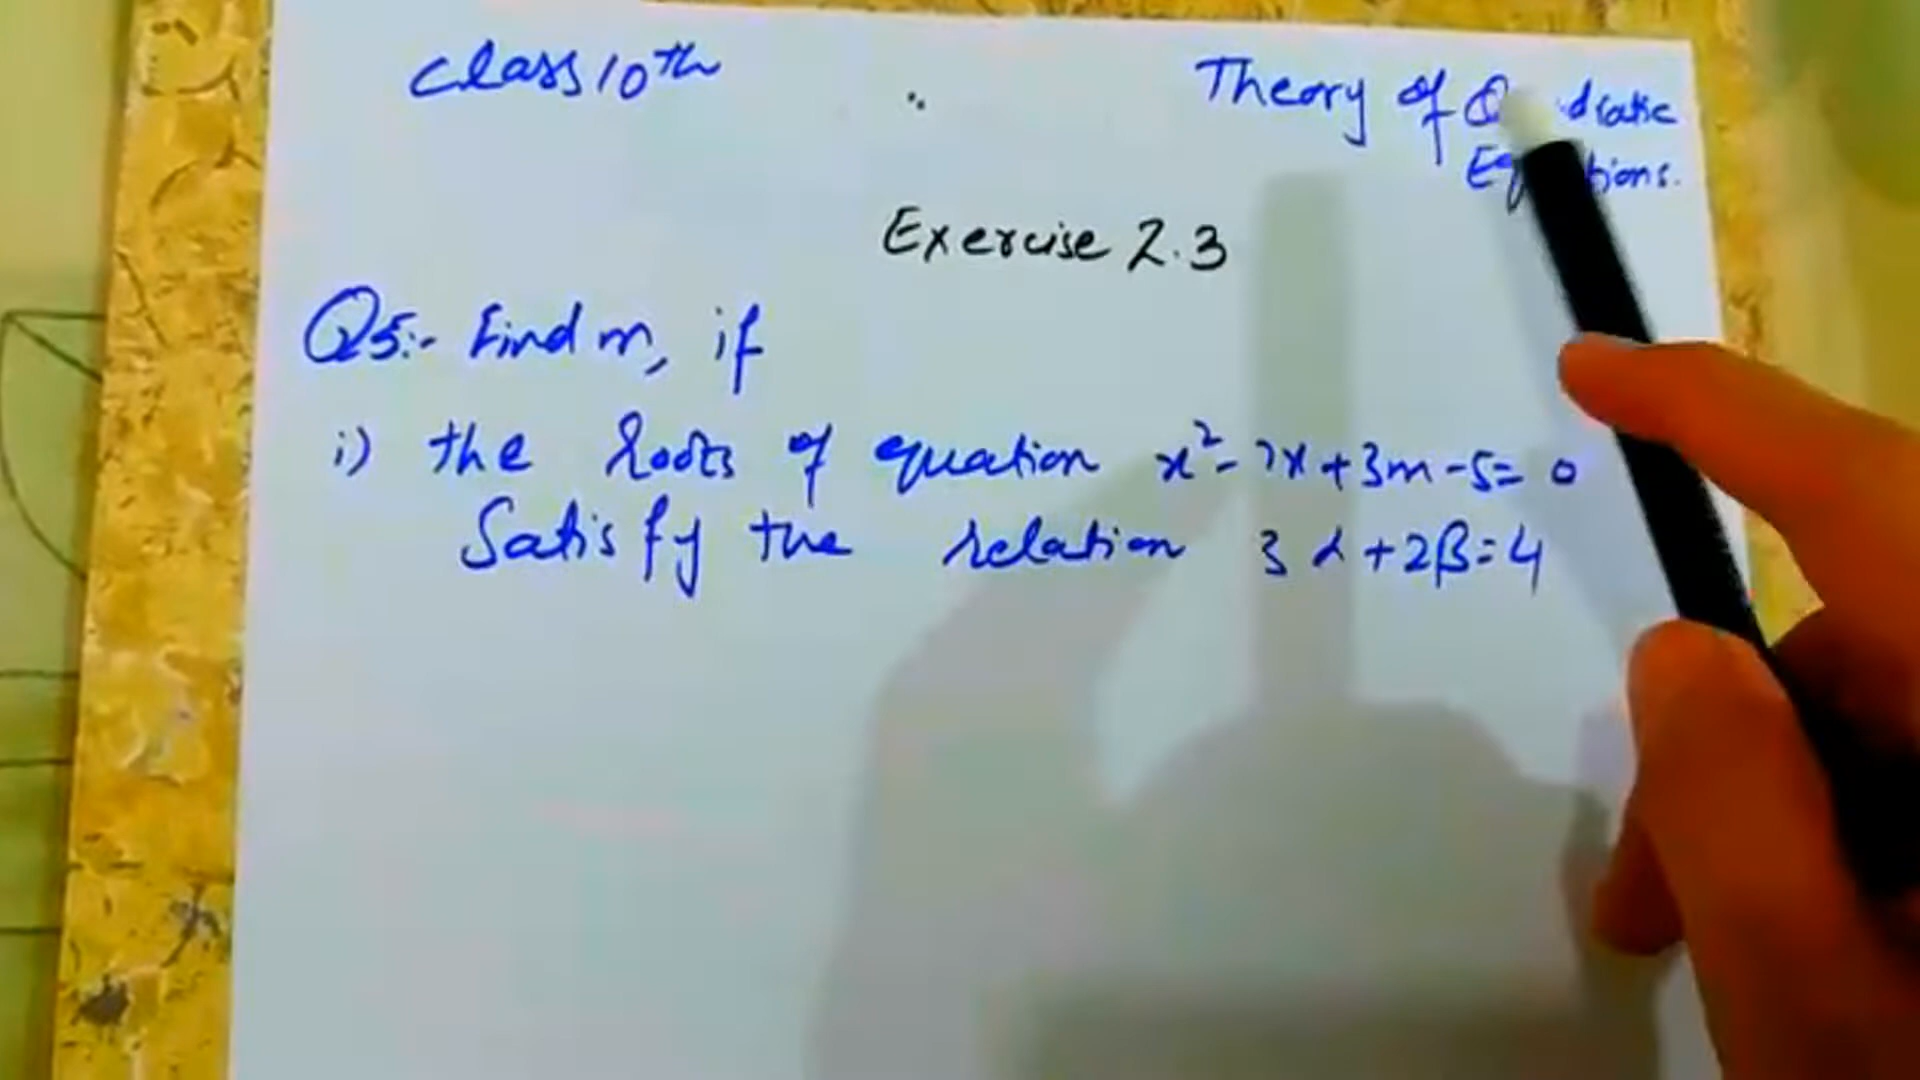 Class 10th
Theory of
Exercise 2.3
Q5:- Find m, if
i) the Roots of equation x²-7x+3m-5=0
Satisfy the relation 3α+2β=4